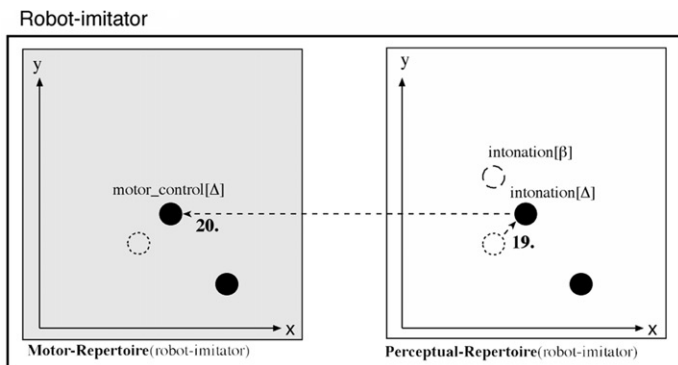 Robot-imitator
y
motor_control[Δ]
20.
x
Motor-Repertoire(robot-imitator)
y
intonation[β]
intonation[Δ]
19.
x
Perceptual-Repertoire(robot-imitator)